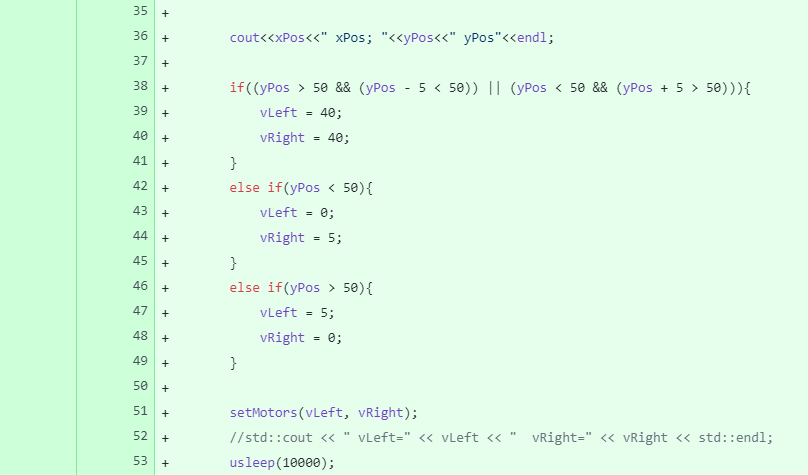 35 +
36 + cout<<xPos<<" xPos; "<<yPos<<" yPos"<<endl;
37 +
38 + if((yPos > 50 && (yPos - 5 < 50)) || (yPos < 50 && (yPos + 5 > 50))){
39 + vLeft = 40;
40 + vRight = 40;
41 + }
42 + else if(yPos < 50){
43 + vLeft = 0;
44 + vRight = 5;
45 + }
46 + else if(yPos > 50){
47 + vLeft = 5;
48 + vRight = 0;
49 + }
50 +
51 + setMotors(vLeft, vRight);
52 + //std::cout << " vLeft=" << vLeft << "  vRight=" << vRight << std::endl;
53 + usleep(10000);